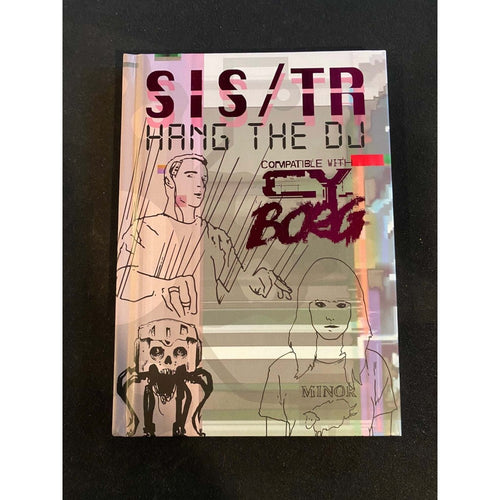 SIS/TR
HANG THE DJ
COMPATIBLE WITH
CY
BORG
MINOR